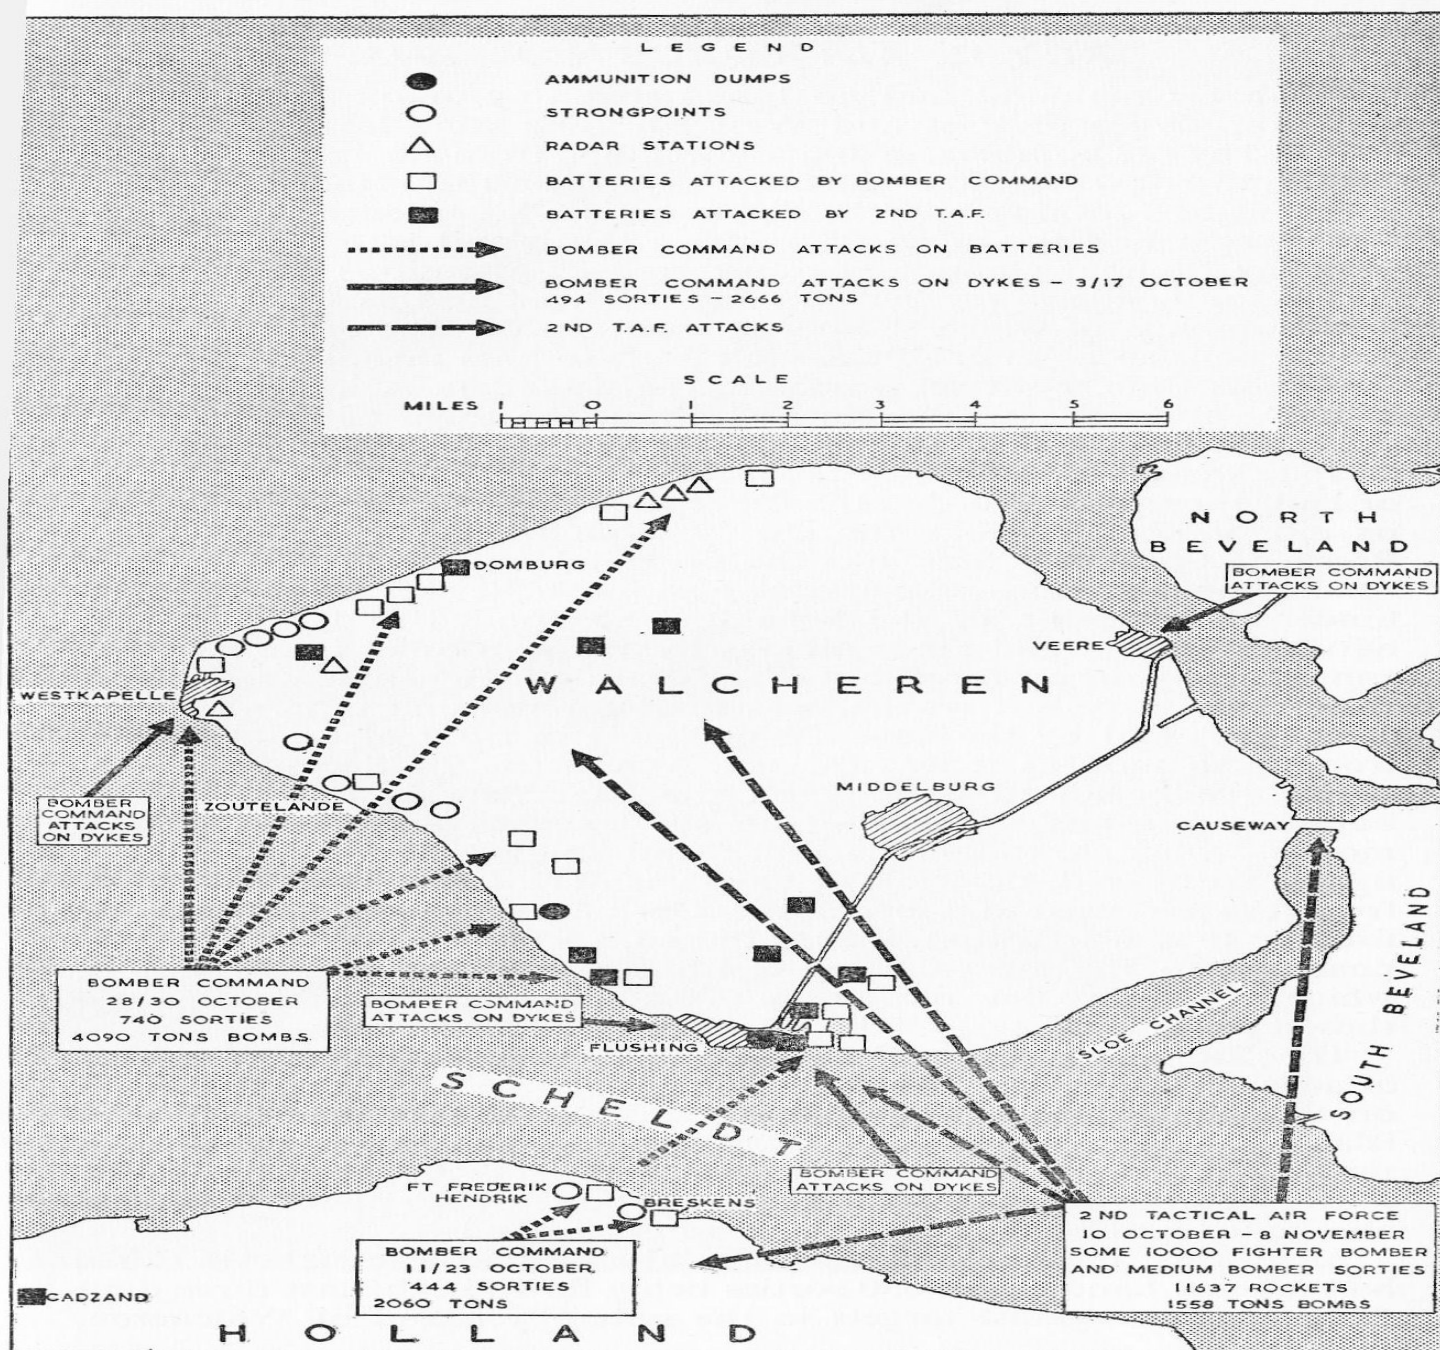 LEGEND
AMMUNITION DUMPS
STRONGPOINTS
RADAR STATIONS
BATTERIES ATTACKED BY BOMBER COMMAND
BATTERIES ATTACKED BY 2ND T.A.F.
BOMBER COMMAND ATTACKS ON BATTERIES
BOMBER COMMAND ATTACKS ON DYKES – 3/17 OCTOBER
494 SORTIES – 2666 TONS
2ND T.A.F. ATTACKS
SCALE
MILES 1 0 1 2 3 4 5 6
NORTH
BEVELAND
BOMBER COMMAND
ATTACKS ON DYKES
DOMBURG
VEERE
WALCHEREN
WESTKAPELLE
MIDDELBURG
BOMBER
COMMAND
ATTACKS
ON DYKES
ZOUTELANDE
CAUSEWAY
SOUTH BEVELAND
BOMBER COMMAND
28/30 OCTOBER
740 SORTIES
4090 TONS BOMBS
BOMBER COMMAND
ATTACKS ON DYKES
FLUSHING
SLOE CHANNEL
SCHELDT
BOMBER COMMAND
ATTACKS ON DYKES
FT FREDERIK
HENDRIK
BRESKENS
BOMBER COMMAND
11/23 OCTOBER,
444 SORTIES
2060 TONS
2ND TACTICAL AIR FORCE
10 OCTOBER – 8 NOVEMBER
SOME 10000 FIGHTER BOMBER
AND MEDIUM BOMBER SORTIES
11637 ROCKETS
1558 TONS BOMBS
CADZAND
HOLLAND